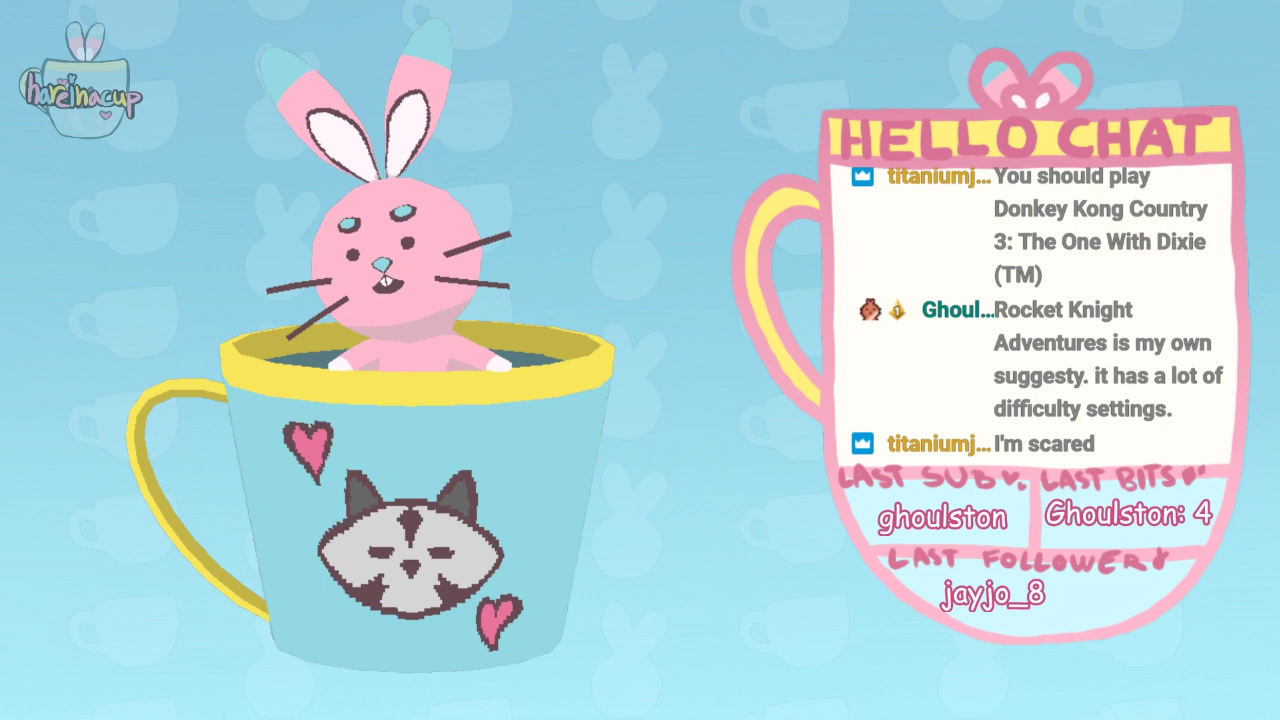 hareinacup
HELLO CHAT
titaniumj... You should play
Donkey Kong Country
3: The One With Dixie
(TM)
1 Ghoul... Rocket Knight
Adventures is my own
suggesty. it has a lot of
difficulty settings.
titaniumj... I'm scared
LAST SUB LAST BITS
ghoulston Ghoulston: 4
LAST FOLLOWER
jayjo_8